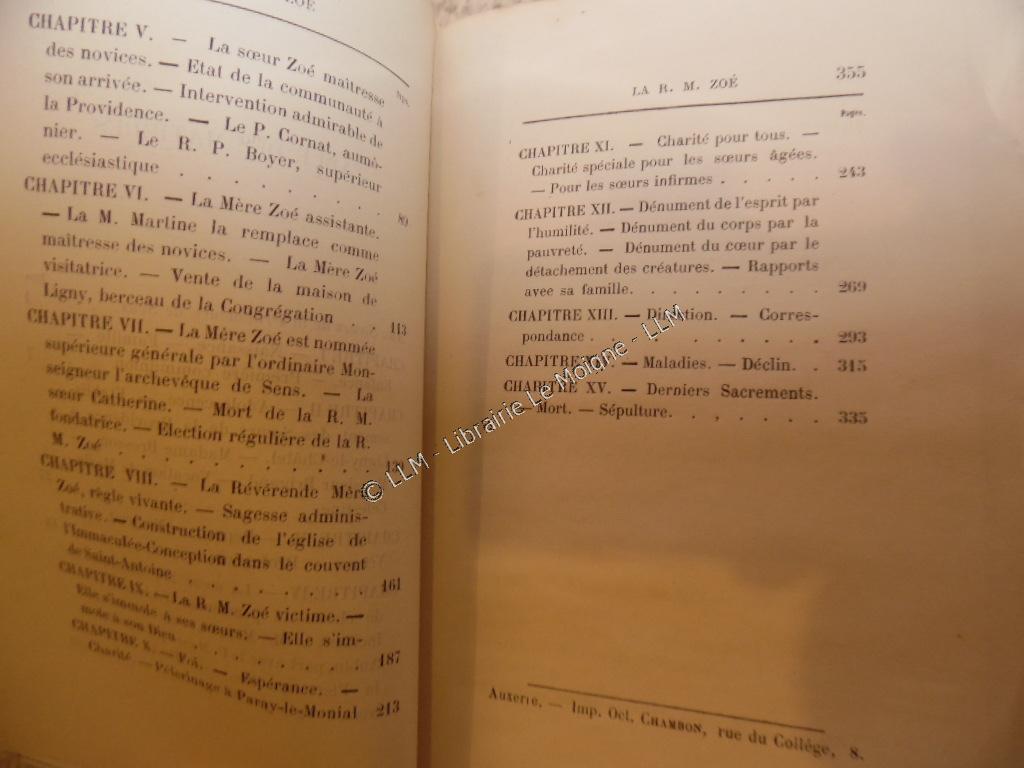 ZOÉ
CHAPITRE V. — La sœur Zoé maîtresse
des novices. — Etat de la communauté à
son arrivée. — Intervention admirable de
la Providence. — Le P. Cornat, aumô-
nier. — Le R. P. Boyer, supérieur
ecclésiastique . . . . . . . 89
CHAPITRE VI. — La Mère Zoé assistante.
— La M. Martine la remplace comme
maîtresse des novices. — La Mère Zoé
visitatrice. — Vente de la maison de
Ligny, berceau de la Congrégation . . 113
CHAPITRE VII. — La Mère Zoé est nommée
supérieure générale par l'ordinaire Mon-
seigneur l'archevêque de Sens. — La
sœur Catherine. — Mort de la R. M.
fondatrice. — Election régulière de la R.
M. Zoé . . . . . . . . . .
CHAPITRE VIII. — La Révérende Mère
Zoé, règle vivante. — Sagesse adminis-
trative. — Construction de l'église de
l'Immaculée-Conception dans le couvent
de Saint-Antoine . . . . . . . 161
CHAPITRE IX. — La R. M. Zoé victime. —
Elle s'immole à ses sœurs. — Elle s'im-
mole à son Dieu . . . . . . . 187
CHAPITRE X. — Foi. — Espérance. —
Charité — Pélerinage à Paray-le-Monial 213
LA R. M. ZOÉ 355
Pages.
CHAPITRE XI. — Charité pour tous. —
Charité spéciale pour les sœurs âgées.
— Pour les sœurs infirmes . . . . . 243
CHAPITRE XII. — Dénument de l'esprit par
l'humilité. — Dénument du corps par la
pauvreté. — Dénument du cœur par le
détachement des créatures. — Rapports
avec sa famille. . . . . . . . . 269
CHAPITRE XIII. — Direction. — Corres-
pondance . . . . . . . . . 293
CHAPITRE — Maladies. — Déclin. . 315
CHAPITRE XV. — Derniers Sacrements.
— Mort. — Sépulture. . , . . . . 335
Auxerre, — Imp. Oct. CHAMBON, rue du Collége, 8.
© LLM - Librairie Le Moigne - LLM